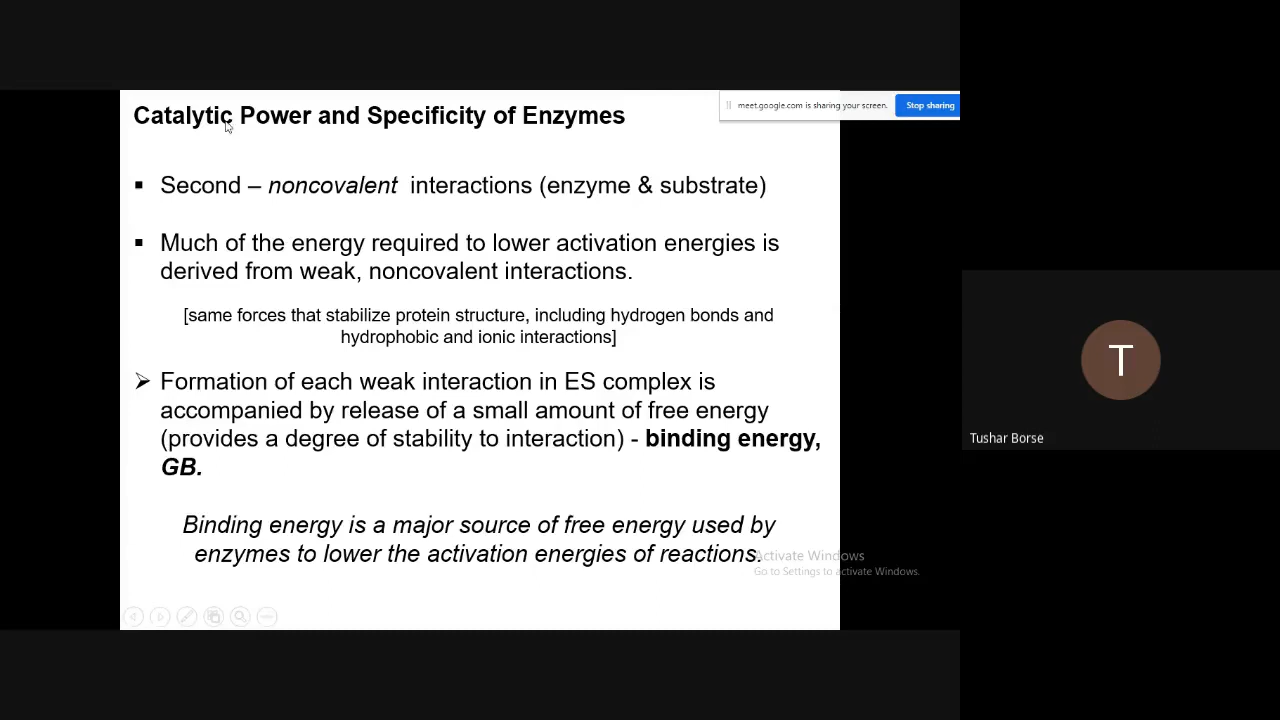 Catalytic Power and Specificity of Enzymes
meet.google.com is sharing your screen.
Stop sharing
▪ Second – noncovalent interactions (enzyme & substrate)
▪ Much of the energy required to lower activation energies is
derived from weak, noncovalent interactions.
[same forces that stabilize protein structure, including hydrogen bonds and
hydrophobic and ionic interactions]
➢ Formation of each weak interaction in ES complex is
accompanied by release of a small amount of free energy
(provides a degree of stability to interaction) - binding energy,
GB.
Binding energy is a major source of free energy used by
enzymes to lower the activation energies of reactions.
Activate Windows
Go to Settings to activate Windows.
T
Tushar Borse